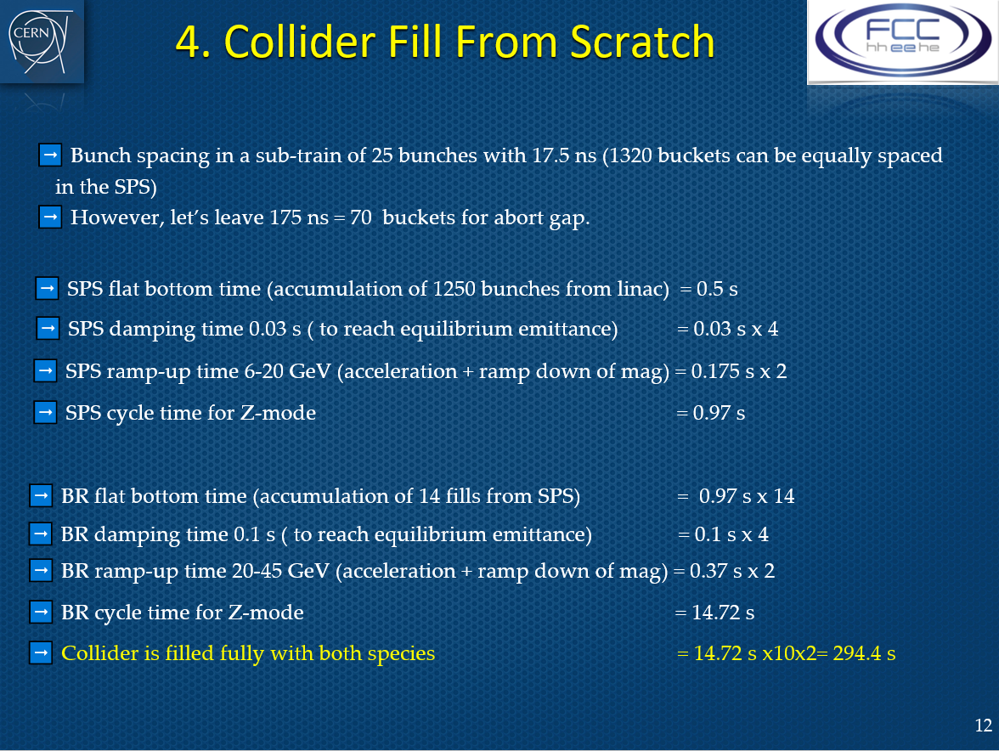 CERN
4. Collider Fill From Scratch
FCC
hh ee he
→ Bunch spacing in a sub-train of 25 bunches with 17.5 ns (1320 buckets can be equally spaced
in the SPS)
→ However, let’s leave 175 ns = 70 buckets for abort gap.
→ SPS flat bottom time (accumulation of 1250 bunches from linac) = 0.5 s
→ SPS damping time 0.03 s ( to reach equilibrium emittance) = 0.03 s x 4
→ SPS ramp-up time 6-20 GeV (acceleration + ramp down of mag) = 0.175 s x 2
→ SPS cycle time for Z-mode = 0.97 s
→ BR flat bottom time (accumulation of 14 fills from SPS) = 0.97 s x 14
→ BR damping time 0.1 s ( to reach equilibrium emittance) = 0.1 s x 4
→ BR ramp-up time 20-45 GeV (acceleration + ramp down of mag) = 0.37 s x 2
→ BR cycle time for Z-mode = 14.72 s
→ Collider is filled fully with both species = 14.72 s x10x2= 294.4 s
12